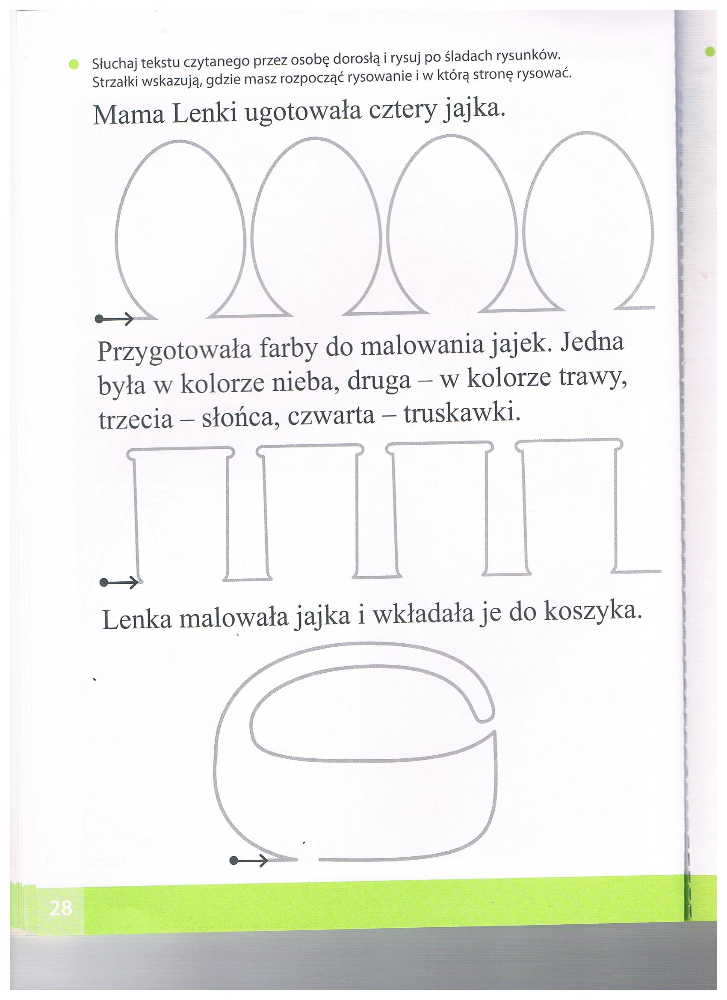 Słuchaj tekstu czytanego przez osobę dorosłą i rysuj po śladach rysunków.
Strzałki wskazują, gdzie masz rozpocząć rysowanie i w którą stronę rysować.
Mama Lenki ugotowała cztery jajka.
Przygotowała farby do malowania jajek. Jedna
była w kolorze nieba, druga – w kolorze trawy,
trzecia – słońca, czwarta – truskawki.
Lenka malowała jajka i wkładała je do koszyka.
28